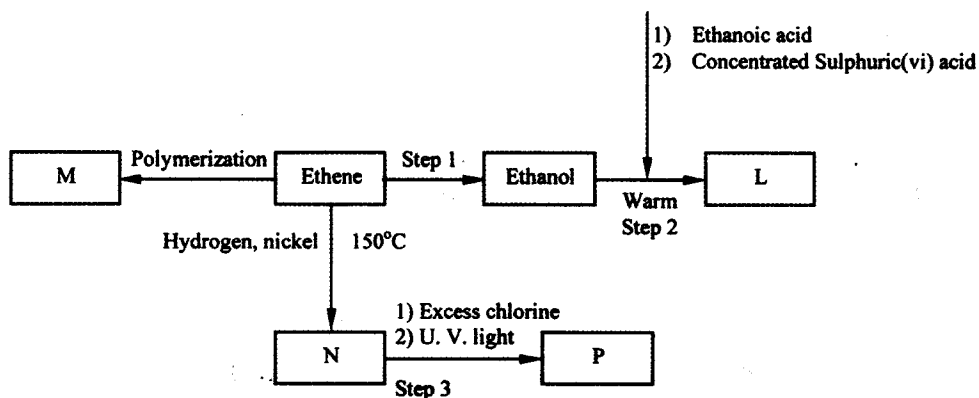 1) Ethanoic acid
2) Concentrated Sulphuric(vi) acid
M
Polymerization
Ethene
Step 1
Ethanol
L
Warm
Step 2
Hydrogen, nickel
150°C
1) Excess chlorine
2) U. V. light
N
P
Step 3